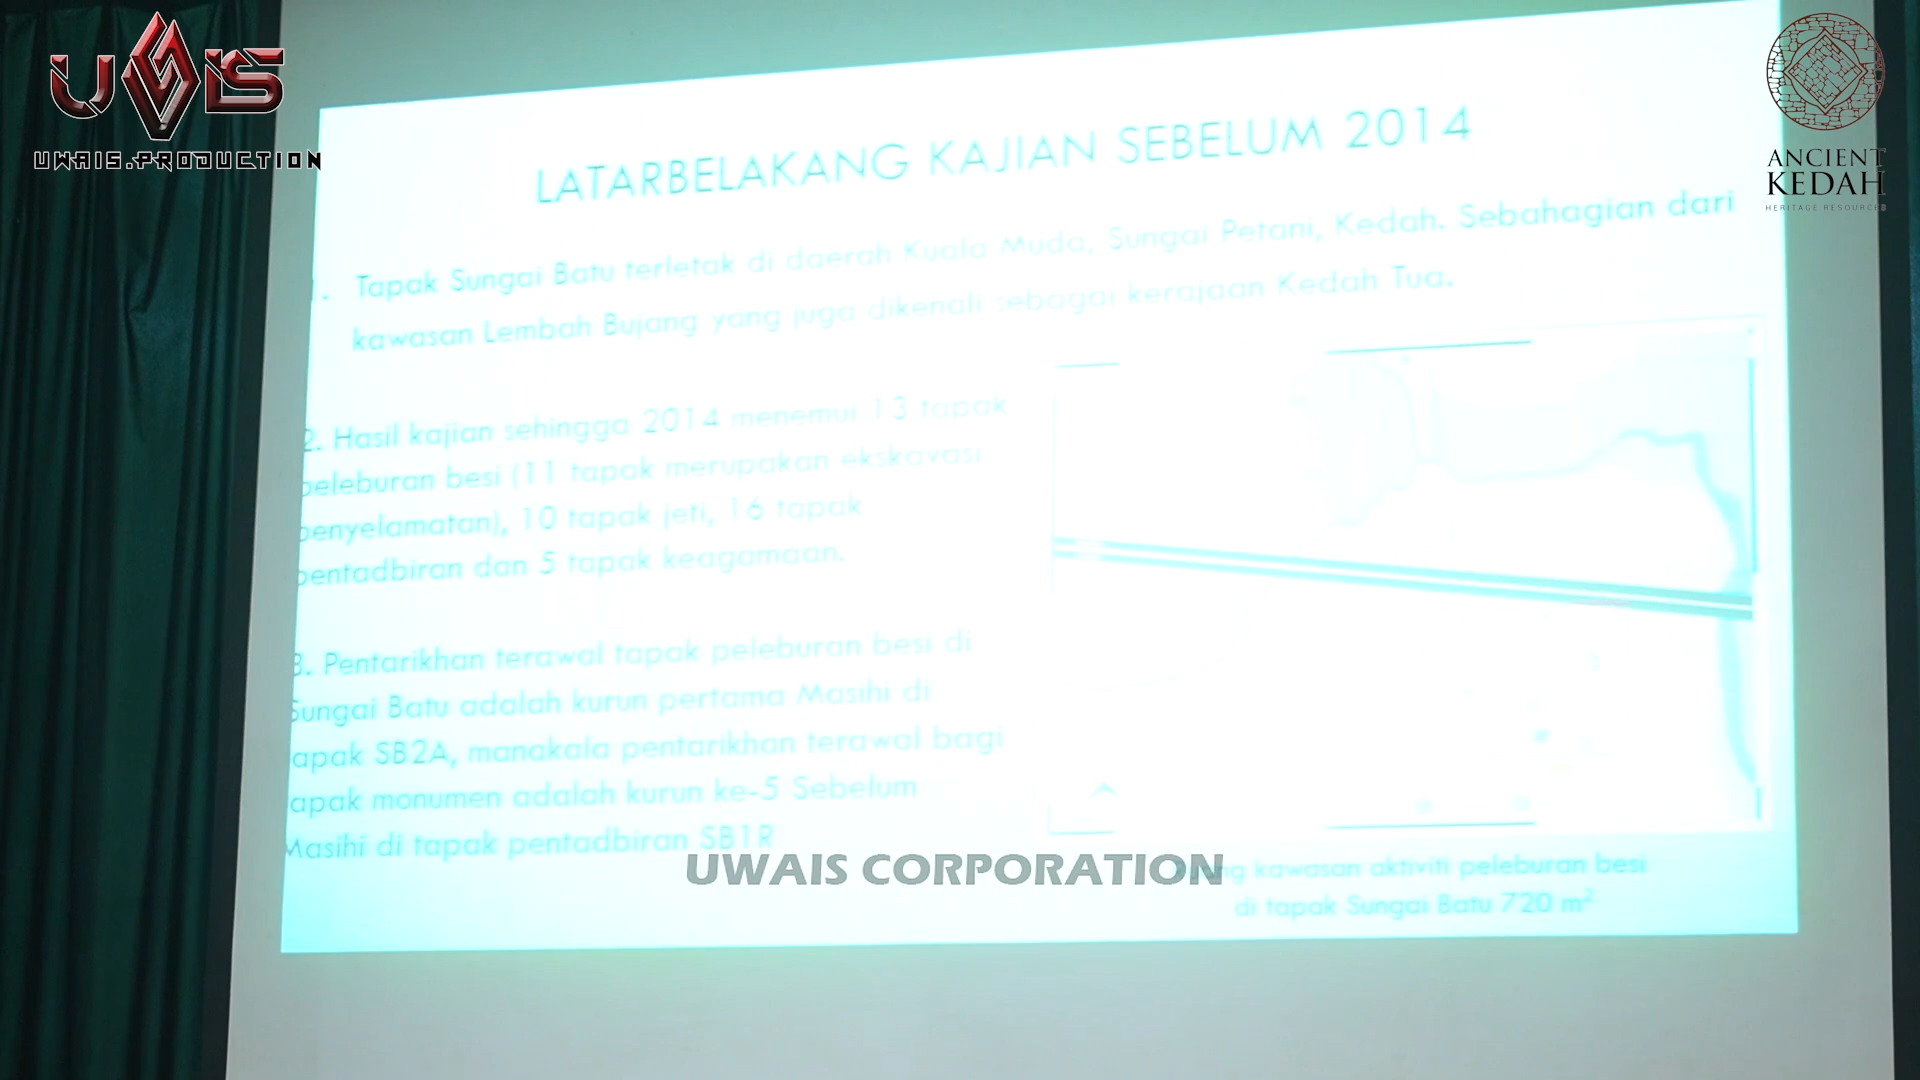 UWAIS
UWAIS.PRODUCTION
ANCIENT
KEDAH
HERITAGE RESOURCES
LATARBELAKANG KAJIAN SEBELUM 2014
1. Tapak Sungai Batu terletak di daerah Kuala Muda, Sungai Petani, Kedah. Sebahagian dari
kawasan Lembah Bujang yang juga dikenali sebagai kerajaan Kedah Tua.
2. Hasil kajian sehingga 2014 menemui 13 tapak
peleburan besi (11 tapak merupakan ekskavasi
penyelamatan), 10 tapak jeti, 16 tapak
pentadbiran dan 5 tapak keagamaan.
3. Pentarikhan terawal tapak peleburan besi di
Sungai Batu adalah kurun pertama Masihi di
tapak SB2A, manakala pentarikhan terawal bagi
tapak monumen adalah kurun ke-5 Sebelum
Masihi di tapak pentadbiran SB1R
kawasan aktiviti peleburan besi
di tapak Sungai Batu 720 m²
UWAIS CORPORATION